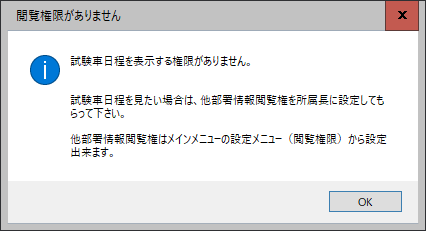 閲覧権限がありません
試験車日程を表示する権限がありません。
試験車日程を見たい場合は、他部署情報閲覧権を所属長に設定しても
らって下さい。
他部署情報閲覧権はメインメニューの設定メニュー（閲覧権限）から設定
出来ます。
OK